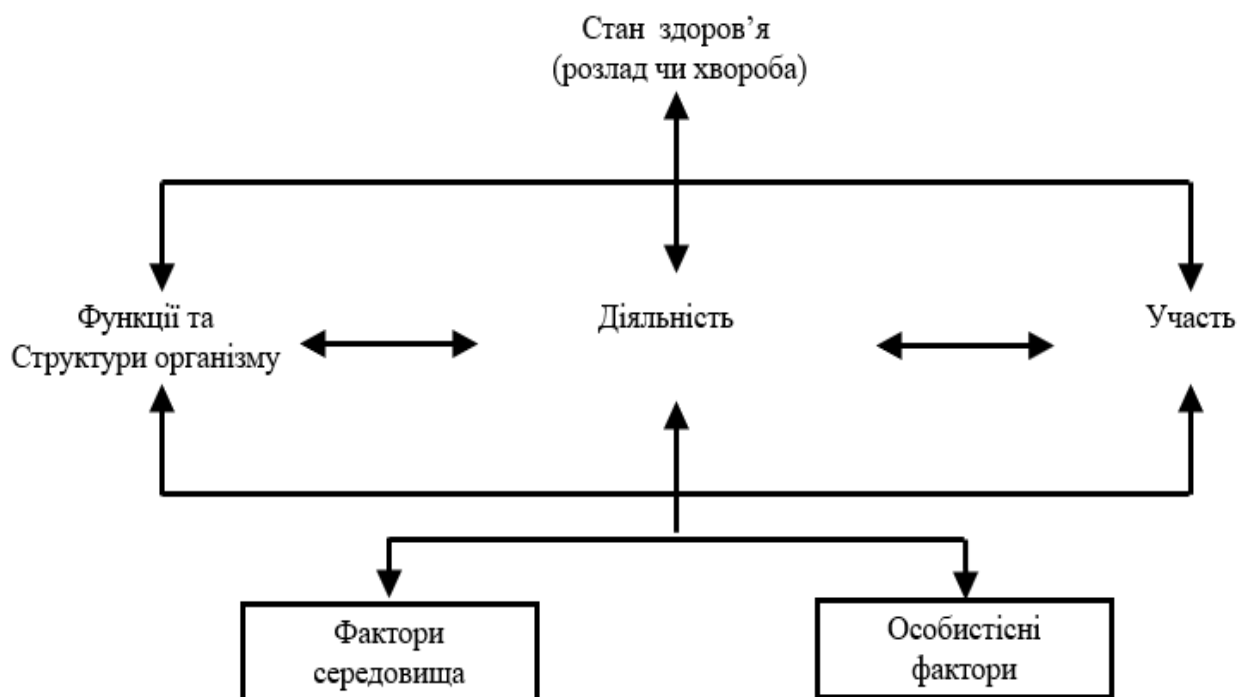 Стан здоров’я
(розлад чи хвороба)
Функції та
Структури організму
Діяльність
Участь
Фактори
середовища
Особистісні
фактори